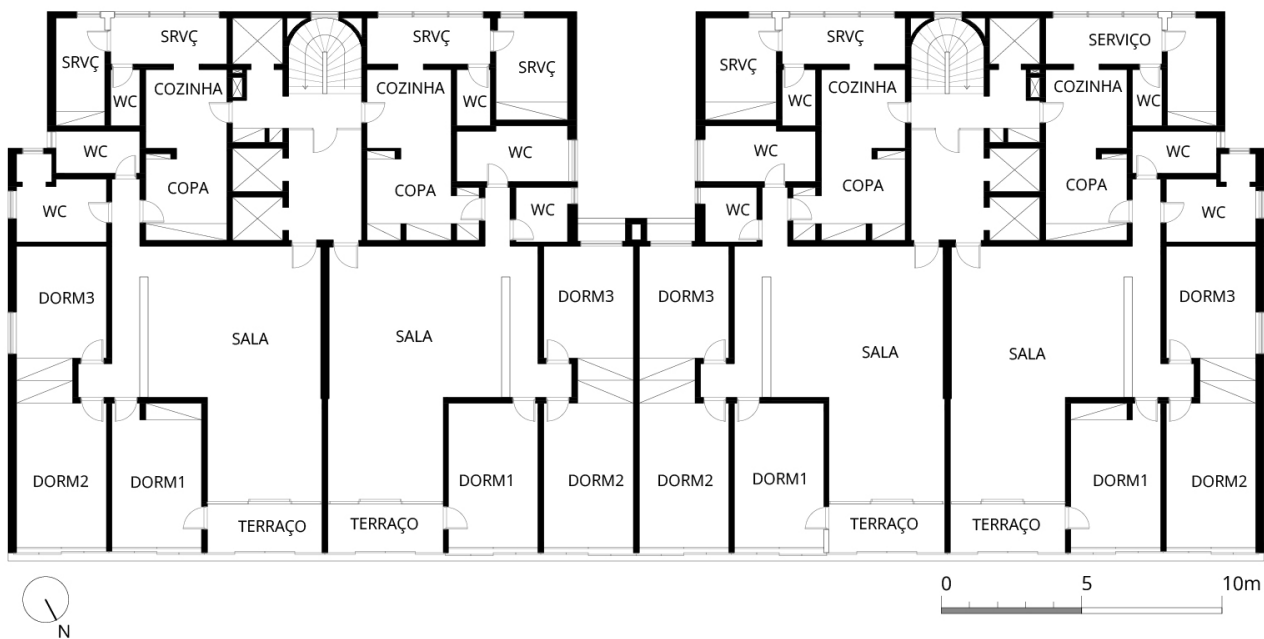 SRVÇ
SRVÇ
SRVÇ
SERVIÇO
SRVÇ
SRVÇ
SRVÇ
COZINHA
COZINHA
COZINHA
COZINHA
WC
WC
WC
WC
WC
WC
WC
WC
COPA
COPA
COPA
COPA
WC
WC
WC
WC
DORM3
DORM3
DORM3
DORM3
SALA
SALA
SALA
SALA
DORM2
DORM1
DORM1
DORM2
DORM2
DORM1
DORM1
DORM2
TERRAÇO
TERRAÇO
TERRAÇO
TERRAÇO
0 5 10m
N